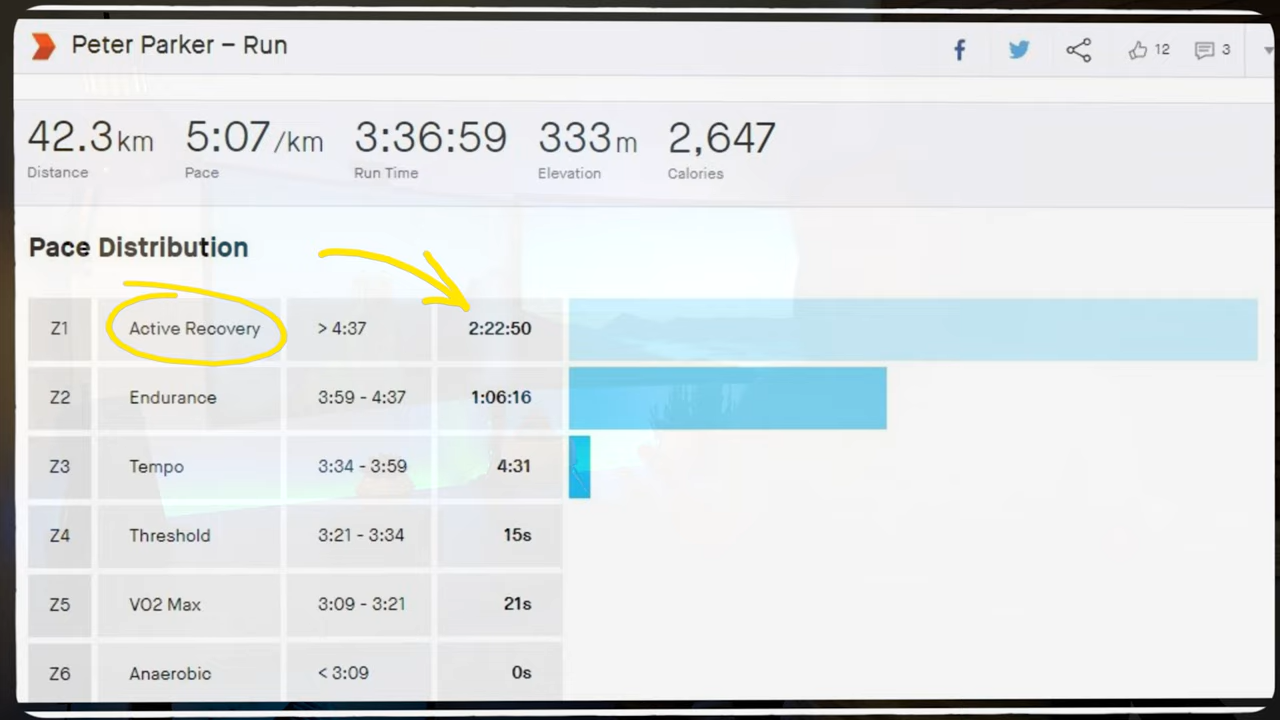 Peter Parker – Run
12
3
42.3 km 5:07 /km 3:36:59 333 m 2,647
Distance Pace Run Time Elevation Calories
Pace Distribution
Z1 Active Recovery > 4:37 2:22:50
Z2 Endurance 3:59 - 4:37 1:06:16
Z3 Tempo 3:34 - 3:59 4:31
Z4 Threshold 3:21 - 3:34 15s
Z5 VO2 Max 3:09 - 3:21 21s
Z6 Anaerobic < 3:09 0s